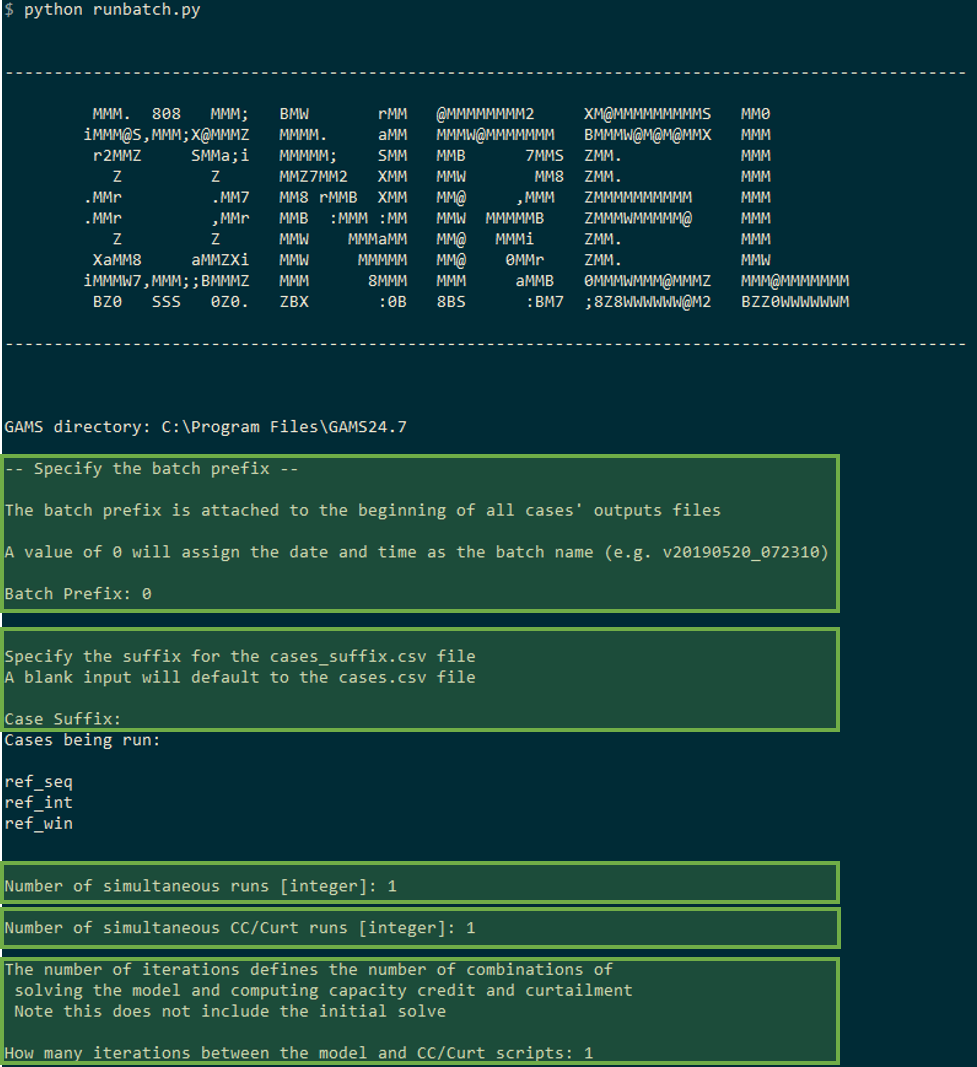 $ python runbatch.py
--------------------------------------------------------------------------------------------------
MMM.  808   MMM;   BMW       rMM   @MMMMMMMM2     XM@MMMMMMMMMS   MM0
iMMM@S,MMM;X@MMMZ   MMMM.     aMM   MMMW@MMMMMMM   BMMMW@M@M@MMX   MMM
r2MMZ     SMMa;i   MMMMM;    SMM   MMB      7MMS  ZMM.            MMM
Z         Z      MMZ7MM2   XMM   MMW       MM8  ZMM.            MMM
.MMr         .MM7   MM8 rMMB  XMM   MM@     ,MMM   ZMMMMMMMMMM     MMM
.MMr         ,MMr   MMB  :MMM :MM   MMW  MMMMMB    ZMMMWMMMMM@     MMM
Z         Z      MMW    MMMaMM   MM@   MMMi     ZMM.            MMM
XaMM8     aMMZXi   MMW     MMMMM   MM@    0MMr    ZMM.            MMW
iMMMW7,MMM;;BMMMZ   MMM      8MMM   MMM     aMMB   0MMMWMMM@MMMZ   MMM@MMMMMMM
BZ0   SSS   0Z0.   ZBX       :0B   8BS      :BM7  ;8Z8WWWWWW@M2   BZZ0WWWWWWM
--------------------------------------------------------------------------------------------------
GAMS directory: C:\Program Files\GAMS24.7
-- Specify the batch prefix --
The batch prefix is attached to the beginning of all cases' outputs files
A value of 0 will assign the date and time as the batch name (e.g. v20190520_072310)
Batch Prefix: 0
Specify the suffix for the cases_suffix.csv file
A blank input will default to the cases.csv file
Case Suffix:
Cases being run:
ref_seq
ref_int
ref_win
Number of simultaneous runs [integer]: 1
Number of simultaneous CC/Curt runs [integer]: 1
The number of iterations defines the number of combinations of
solving the model and computing capacity credit and curtailment
Note this does not include the initial solve
How many iterations between the model and CC/Curt scripts: 1